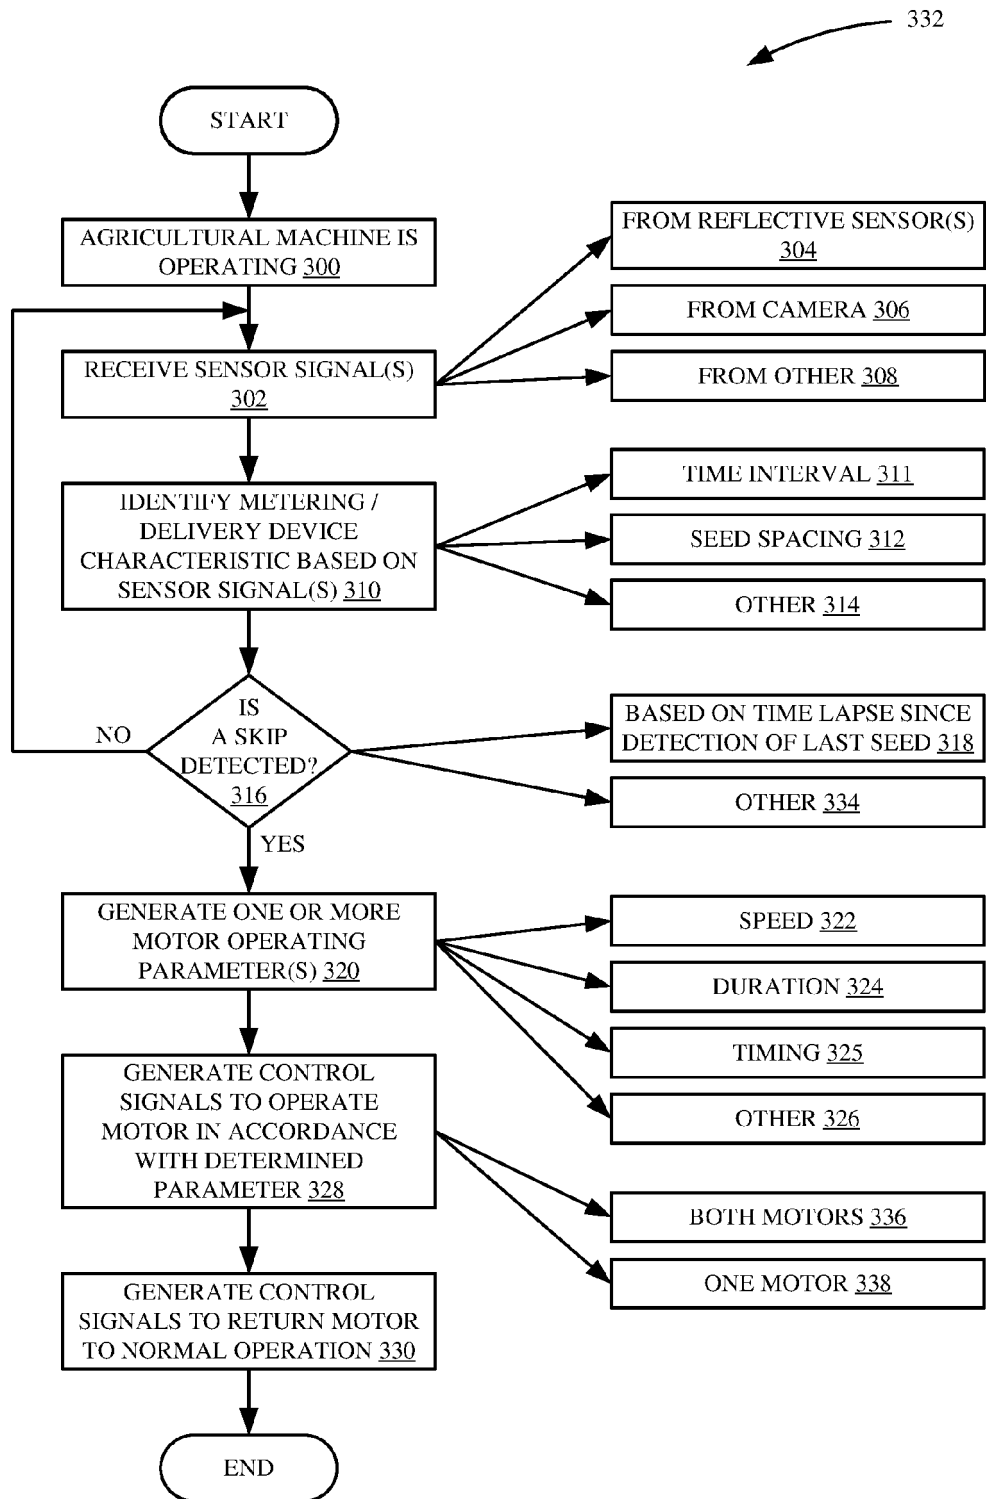 332
START
AGRICULTURAL MACHINE IS
OPERATING 300
FROM REFLECTIVE SENSOR(S)
304
FROM CAMERA 306
RECEIVE SENSOR SIGNAL(S)
302
FROM OTHER 308
IDENTIFY METERING /
DELIVERY DEVICE
CHARACTERISTIC BASED ON
SENSOR SIGNAL(S) 310
TIME INTERVAL 311
SEED SPACING 312
OTHER 314
IS
A SKIP
DETECTED?
316
NO
YES
BASED ON TIME LAPSE SINCE
DETECTION OF LAST SEED 318
OTHER 334
GENERATE ONE OR MORE
MOTOR OPERATING
PARAMETER(S) 320
SPEED 322
DURATION 324
TIMING 325
OTHER 326
GENERATE CONTROL
SIGNALS TO OPERATE
MOTOR IN ACCORDANCE
WITH DETERMINED
PARAMETER 328
BOTH MOTORS 336
ONE MOTOR 338
GENERATE CONTROL
SIGNALS TO RETURN MOTOR
TO NORMAL OPERATION 330
END